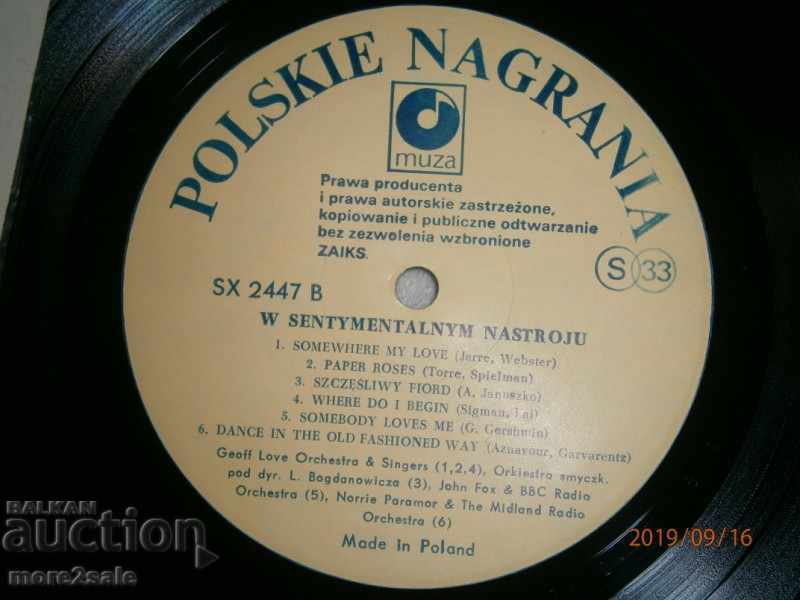 POLSKIE NAGRANIA
muza
Prawa producenta
i prawa autorskie zastrzeżone,
kopiowanie i publiczne odtwarzanie
bez zezwolenia wzbronione
ZAIKS.
S 33
SX 2447 B
W SENTYMENTALNYM NASTROJU
1. SOMEWHERE MY LOVE (Jarre, Webster)
2. PAPER ROSES (Torre, Spielman)
3. SZCZĘSLIWY FIORD (A. Januszko)
4. WHERE DO I BEGIN (Sigman, Lai)
5. SOMEBODY LOVES ME (G. Gershwin)
6. DANCE IN THE OLD FASHIONED WAY (Aznavour, Garvarentz)
Geoff Love Orchestra & Singers (1,2,4), Orkiestra smyczk.
pod dyr. L. Bogdanowicza (3), John Fox & BBC Radio
Orchestra (5), Norrie Paramor & The Midland Radio
Orchestra (6)
Made in Poland
2019/09/16
BALKAN
auction
more2sale